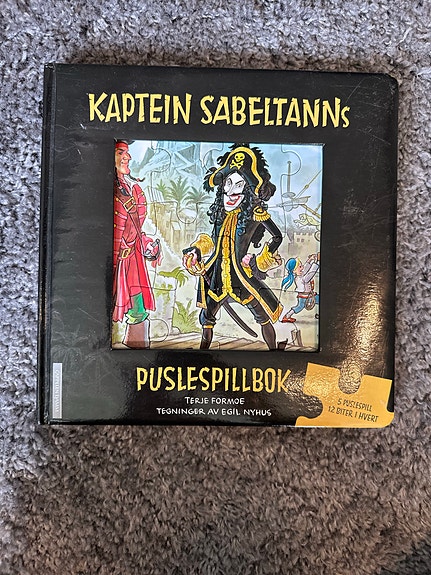 KAPTEIN SABELTANNs
PUSLESPILLBOK
TERJE FORMOE
TEGNINGER AV EGIL NYHUS
5 PUSLESPILL
12 BITER I HVERT